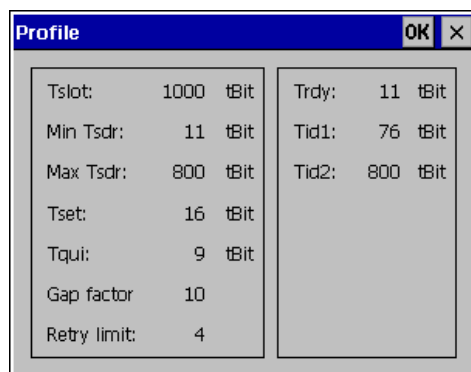 Profile OK ×
Tslot: 1000 tBit
Min Tsdr: 11 tBit
Max Tsdr: 800 tBit
Tset: 16 tBit
Tqui: 9 tBit
Gap factor 10
Retry limit: 4
Trdy: 11 tBit
Tid1: 76 tBit
Tid2: 800 tBit